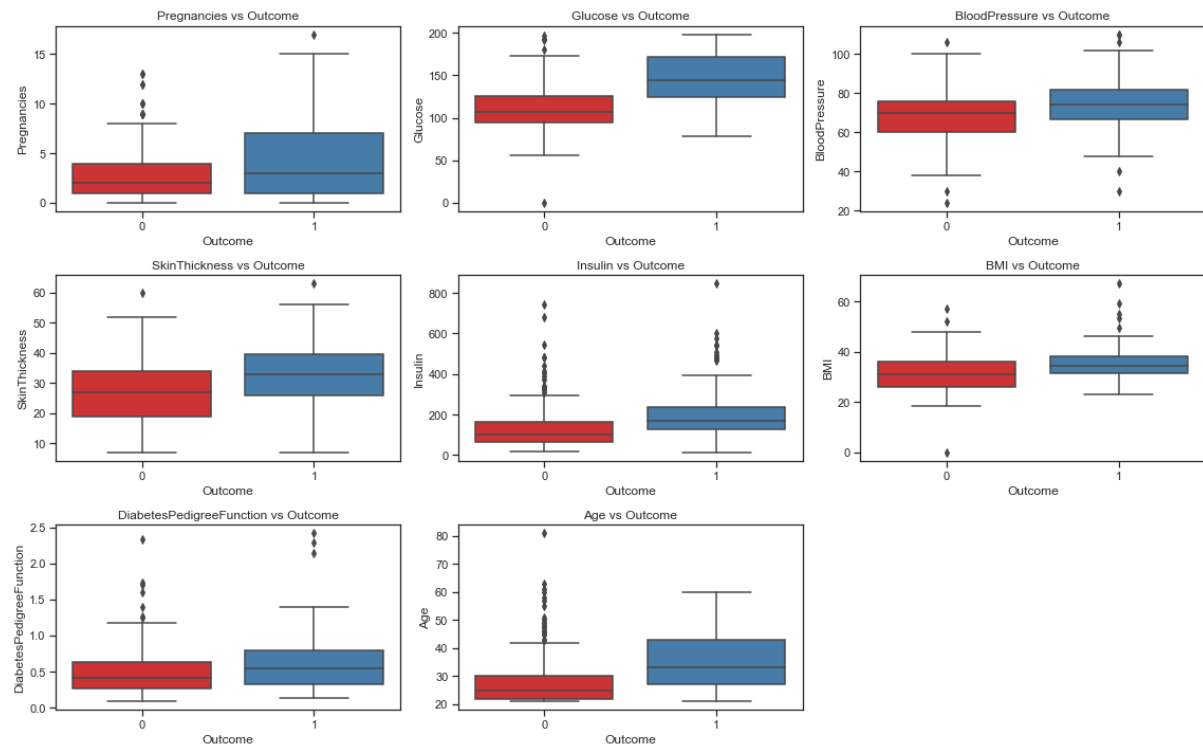 Pregnancies vs Outcome
Pregnancies
15
10
5
0
0 1
Outcome
Glucose vs Outcome
Glucose
200
150
100
50
0
0 1
Outcome
BloodPressure vs Outcome
BloodPressure
100
80
60
40
20
0 1
Outcome
SkinThickness vs Outcome
SkinThickness
60
50
40
30
20
10
0 1
Outcome
Insulin vs Outcome
Insulin
800
600
400
200
0
0 1
Outcome
BMI vs Outcome
BMI
60
40
20
0
0 1
Outcome
DiabetesPedigreeFunction vs Outcome
DiabetesPedigreeFunction
2.5
2.0
1.5
1.0
0.5
0.0
0 1
Outcome
Age vs Outcome
Age
80
70
60
50
40
30
20
0 1
Outcome